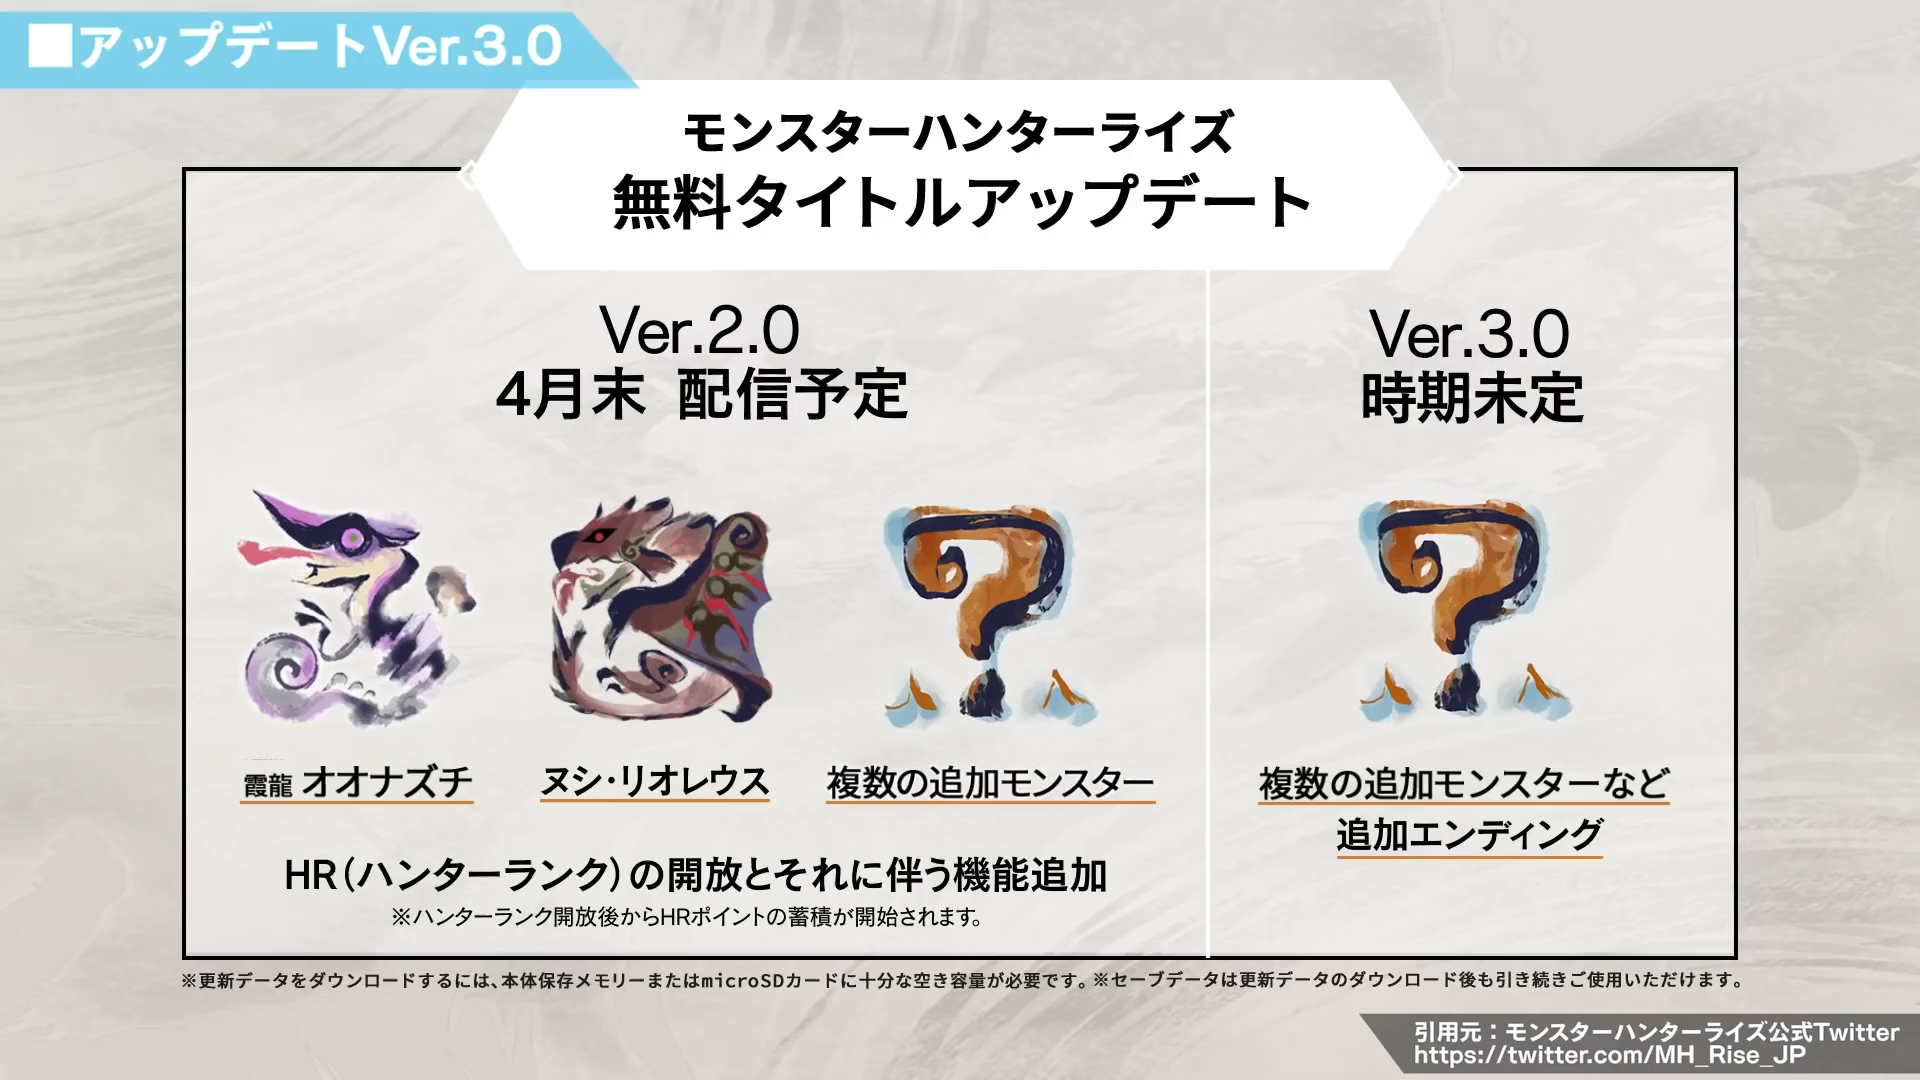 ■アップデートVer.3.0
モンスターハンターライズ
無料タイトルアップデート
Ver.2.0
4月末 配信予定
霞龍 オオナズチ
ヌシ・リオレウス
複数の追加モンスター
HR(ハンターランク)の開放とそれに伴う機能追加
※ハンターランク開放後からHRポイントの蓄積が開始されます。
Ver.3.0
時期未定
複数の追加モンスターなど
追加エンディング
※更新データをダウンロードするには、本体保存メモリーまたはmicroSDカードに十分な空き容量が必要です。※セーブデータは更新データのダウンロード後も引き続きご使用いただけます。
引用元：モンスターハンターライズ公式Twitter
https://twitter.com/MH_Rise_JP